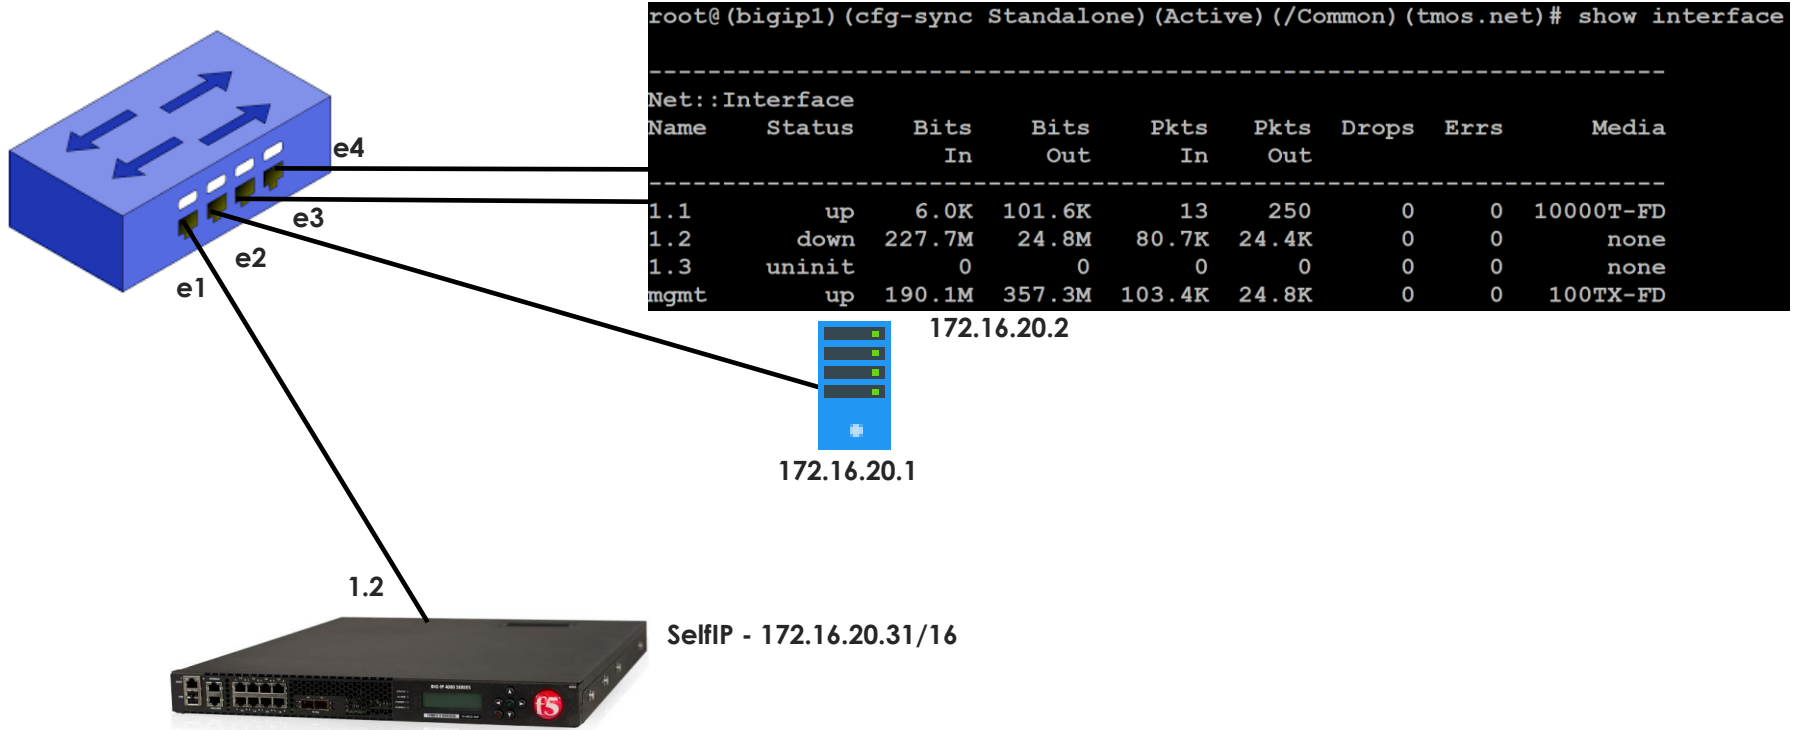 root@(bigip1)(cfg-sync Standalone)(Active)(/Common)(tmos.net)# show interface
Net::Interface
Name Status Bits Bits Pkts Pkts Drops Errs Media
In Out In Out
1.1 up 6.0K 101.6K 13 250 0 0 10000T-FD
1.2 down 227.7M 24.8M 80.7K 24.4K 0 0 none
1.3 uninit 0 0 0 0 0 0 none
mgmt up 190.1M 357.3M 103.4K 24.8K 0 0 100TX-FD
e4
e3
e2
e1
172.16.20.2
172.16.20.1
1.2
SelfIP - 172.16.20.31/16
BIG-IP 4000 SERIES
f5